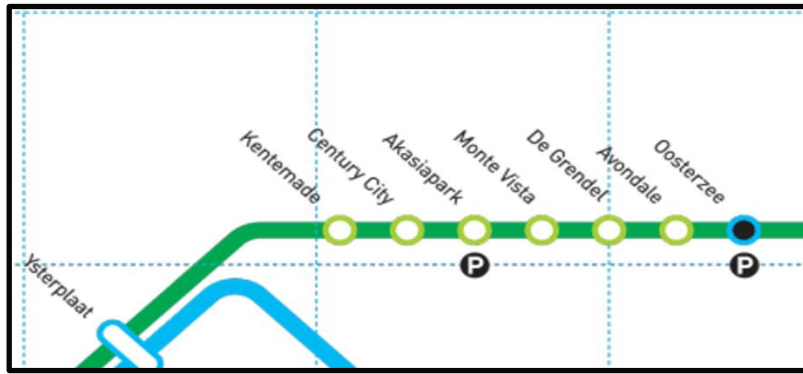 Kentemade
Century City
Akasiapark
Monte Vista
De Grendel
Avondale
Oosterzee
Ysterplaat
P
P